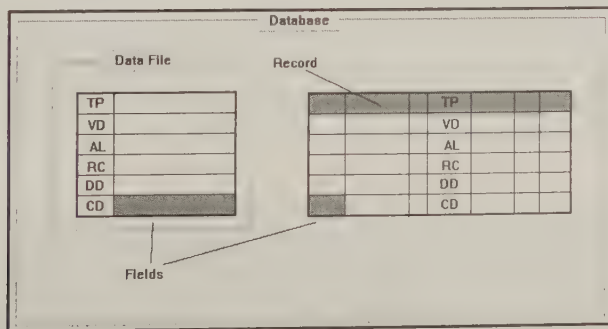 Database
Data File
Record
TP
VD
AL
RC
DD
CD
TP
VD
AL
RC
DD
CD
Fields